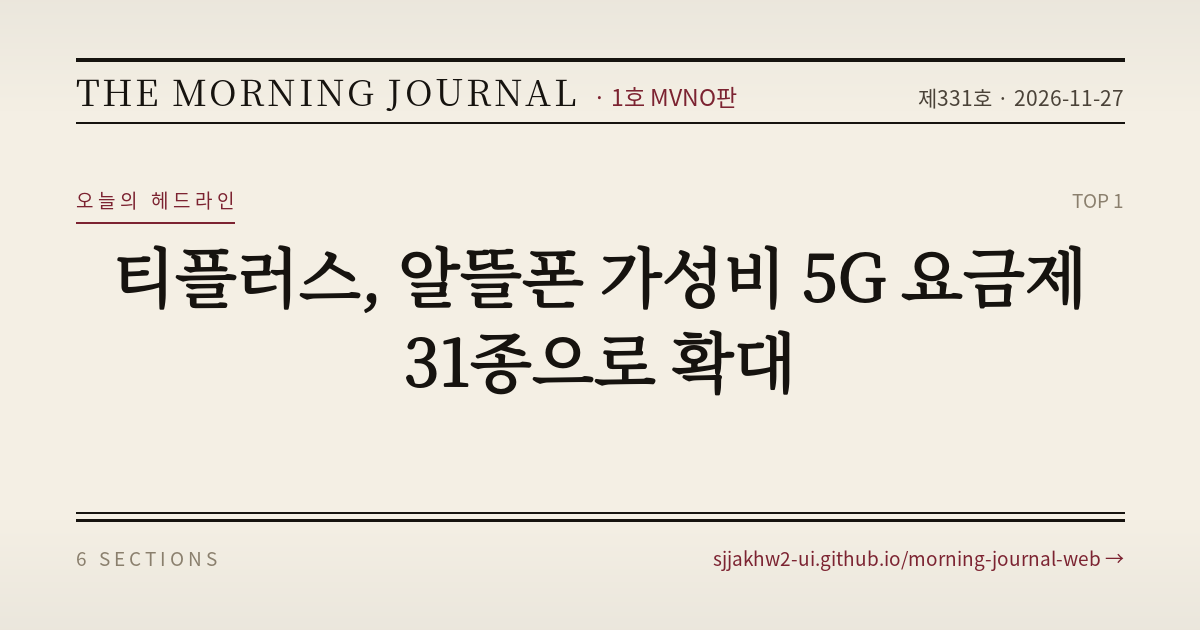 THE MORNING JOURNAL · 1호 MVNO판 제331호 · 2026-11-27
오늘의 헤드라인 TOP 1
티플러스, 알뜰폰 가성비 5G 요금제
31종으로 확대
6 SECTIONS sjjakhw2-ui.github.io/morning-journal-web →